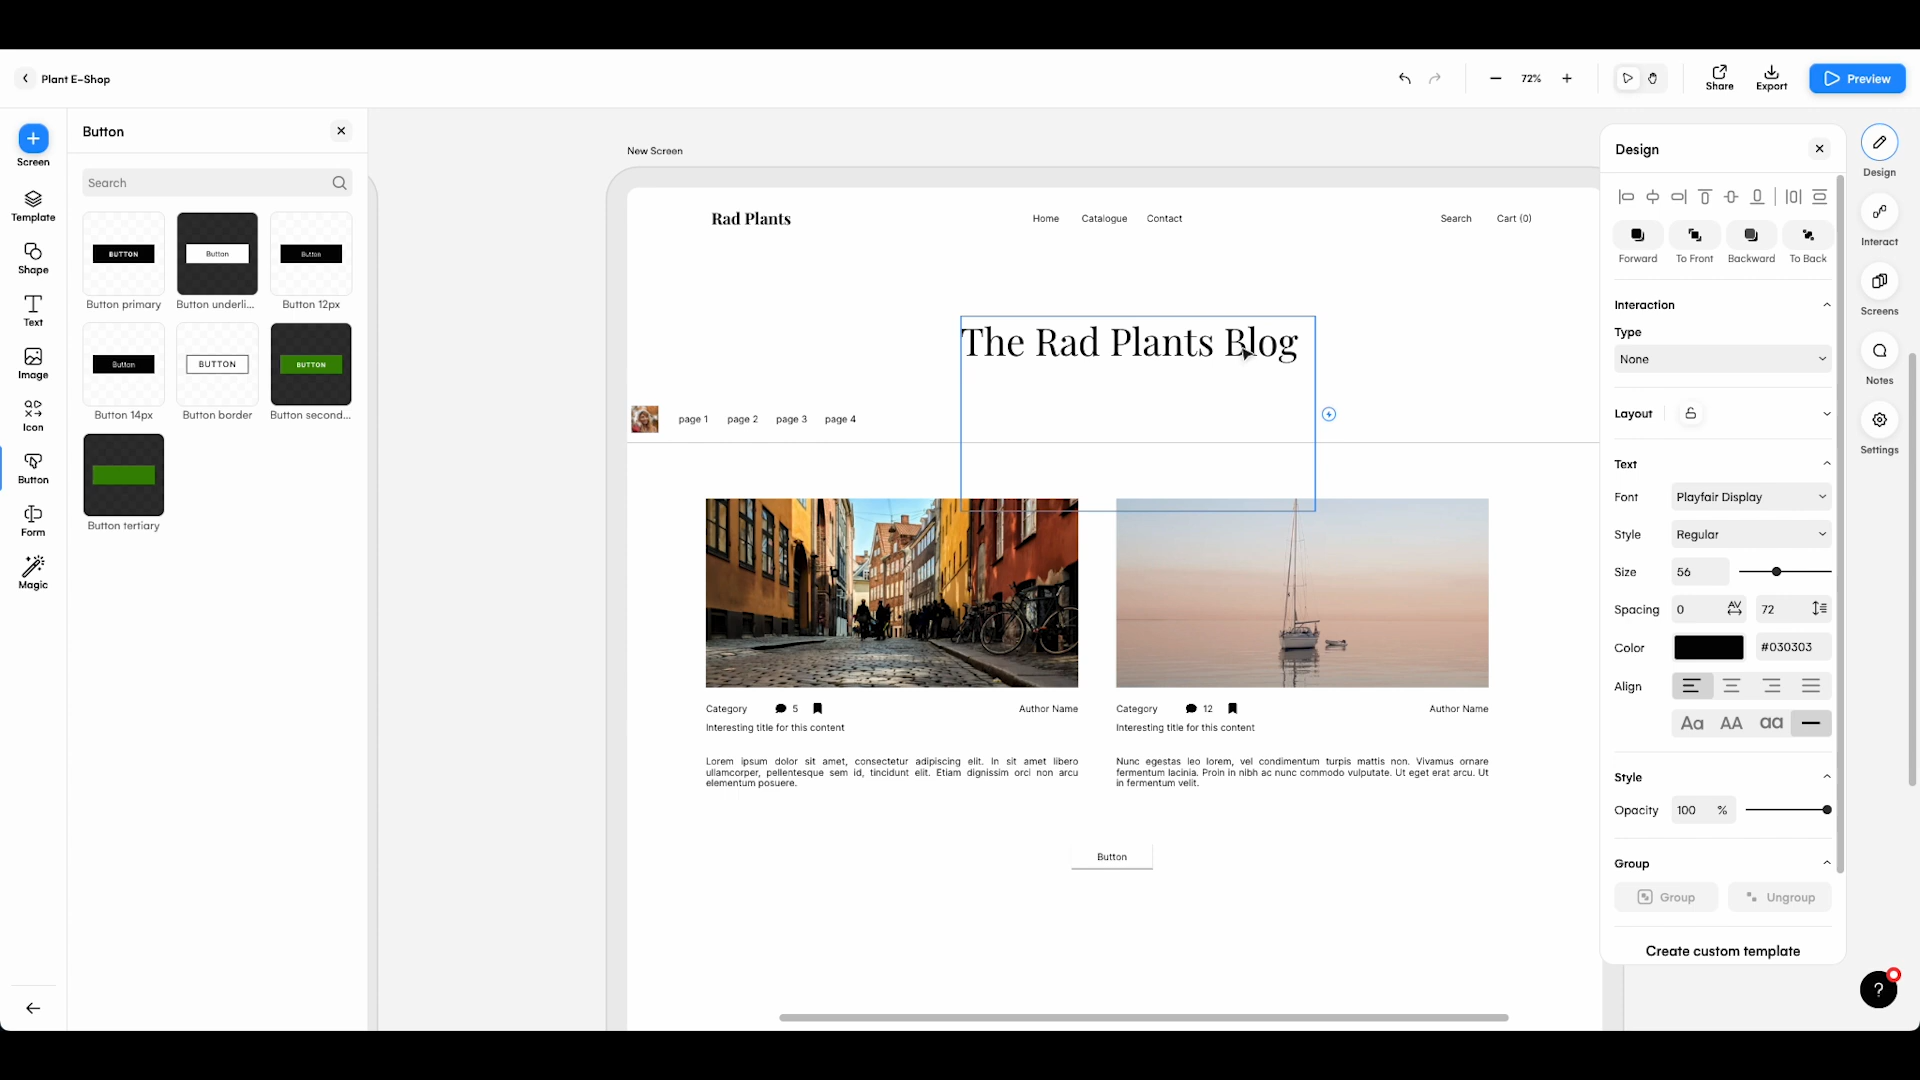 Plant E-Shop
72%
Share
Export
Preview
Screen
Template
Shape
Text
Image
Icon
Button
Form
Magic
Button
Search
BUTTON
Button
Button
Button primary
Button underli...
Button 12px
Button
BUTTON
BUTTON
Button 14px
Button border
Button second...
Button tertiary
New Screen
Rad Plants
Home
Catalogue
Contact
Search
Cart (0)
The Rad Plants Blog
page 1
page 2
page 3
page 4
Category
5
Author Name
Interesting title for this content
Lorem ipsum dolor sit amet, consectetur adipiscing elit. In sit amet libero
ullamcorper, pellentesque sem id, tincidunt elit. Etiam dignissim orci non arcu
elementum posuere.
Category
12
Author Name
Interesting title for this content
Nunc egestas leo lorem, vel condimentum turpis mattis non. Vivamus ornare
fermentum lacinia. Proin in nibh ac nunc commodo vulputate. Ut eget erat arcu. Ut
in fermentum velit.
Button
Design
Forward
To Front
Backward
To Back
Interaction
Type
None
Layout
Text
Font
Playfair Display
Style
Regular
Size
56
Spacing
0
AV
72
Color
#030303
Align
Aa
AA
aa
Style
Opacity
100
%
Group
Group
Ungroup
Create custom template
Design
Interact
Screens
Notes
Settings
?